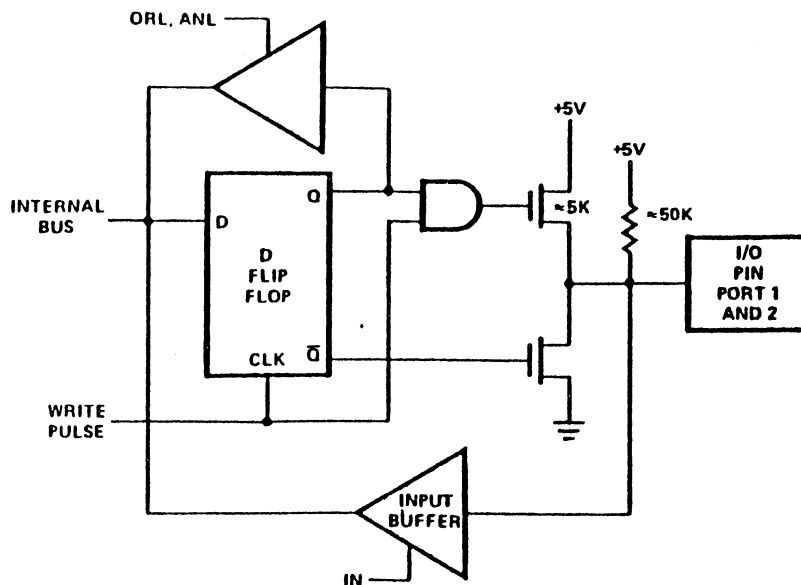 ORL, ANL
+5V
+5V
Q
INTERNAL
BUS
D
≈5K
≈50K
D
FLIP
FLOP
I/O
PIN
PORT 1
AND 2
CLK
Q̅
WRITE
PULSE
INPUT
BUFFER
IN